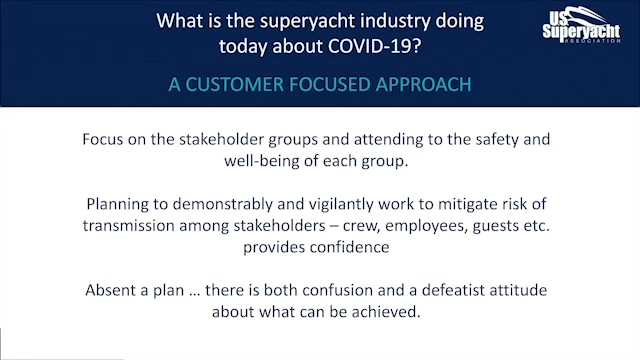 What is the superyacht industry doing
today about COVID-19?
US
Superyacht
ASSOCIATION
A CUSTOMER FOCUSED APPROACH
Focus on the stakeholder groups and attending to the safety and
well-being of each group.
Planning to demonstrably and vigilantly work to mitigate risk of
transmission among stakeholders – crew, employees, guests etc.
provides confidence
Absent a plan ... there is both confusion and a defeatist attitude
about what can be achieved.